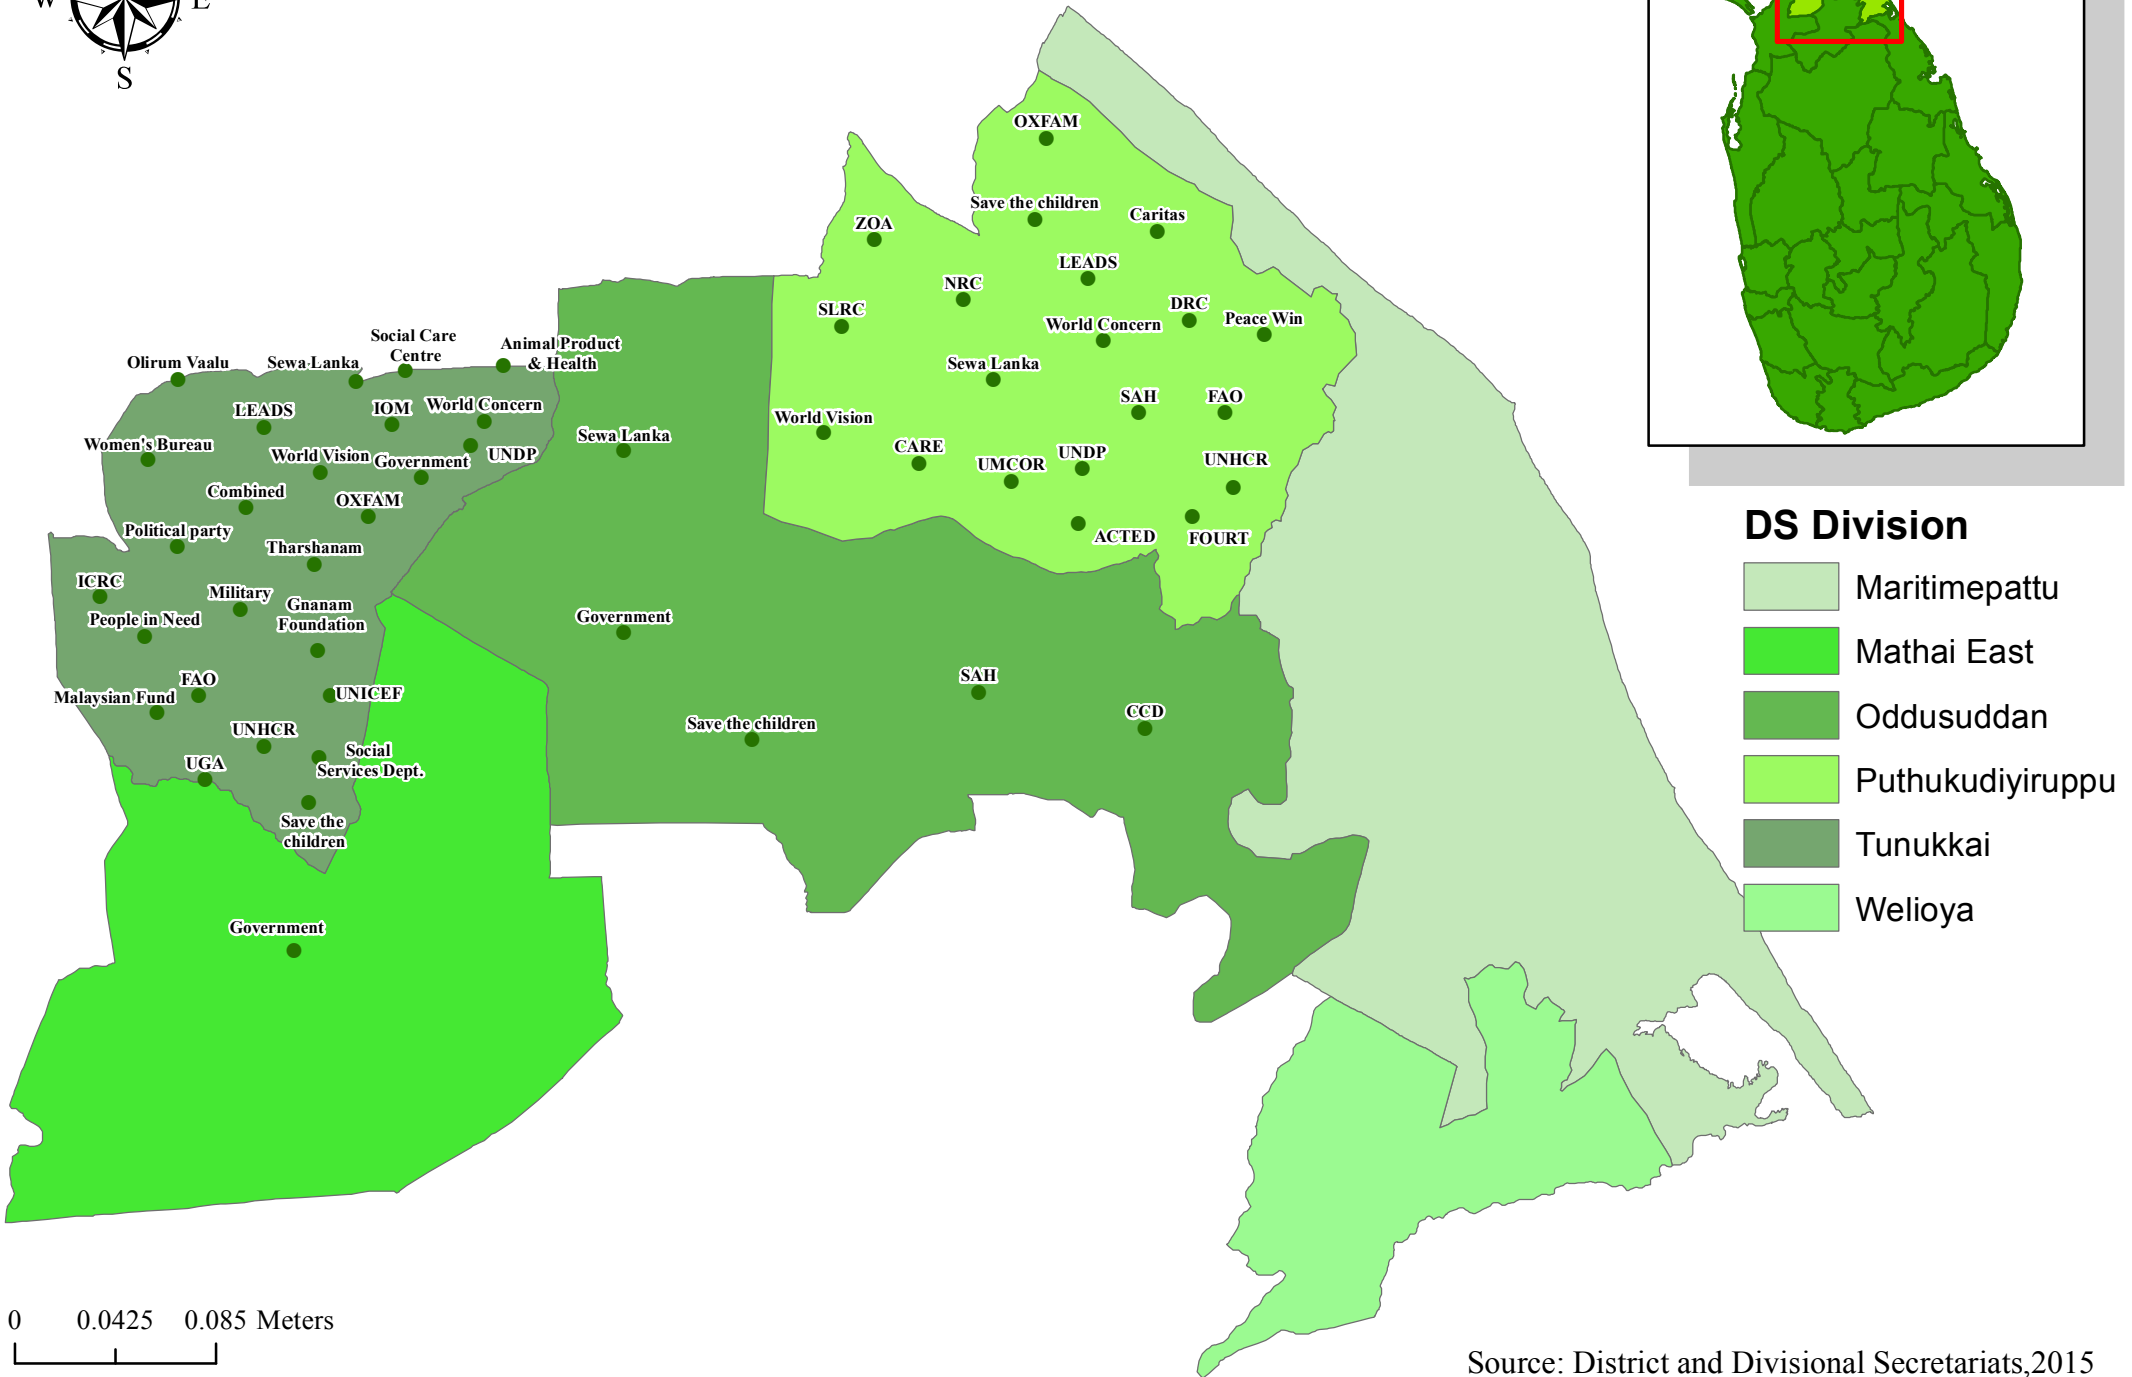 W
E
S
OXFAM
Save the children
Caritas
ZOA
LEADS
NRC
DRC
SLRC
World Concern
Peace Win
Sewa Lanka
SAH
FAO
World Vision
CARE
UNDP
UMCOR
UNHCR
ACTED
FOURT
Social Care
Centre
Animal Product
& Health
Olirum Vaalu
Sewa Lanka
LEADS
IOM
World Concern
Women's Bureau
World Vision
Government
UNDP
Combined
OXFAM
Political party
Tharshanam
ICRC
Military
Gnanam
Foundation
People in Need
FAO
Malaysian Fund
UNICEF
UNHCR
Social
Services Dept.
UGA
Save the
children
Sewa Lanka
Government
SAH
Save the children
CCD
Government
DS Division
Maritimepattu
Mathai East
Oddusuddan
Puthukudiyiruppu
Tunukkai
Welioya
0 0.0425 0.085 Meters
Source: District and Divisional Secretariats,2015